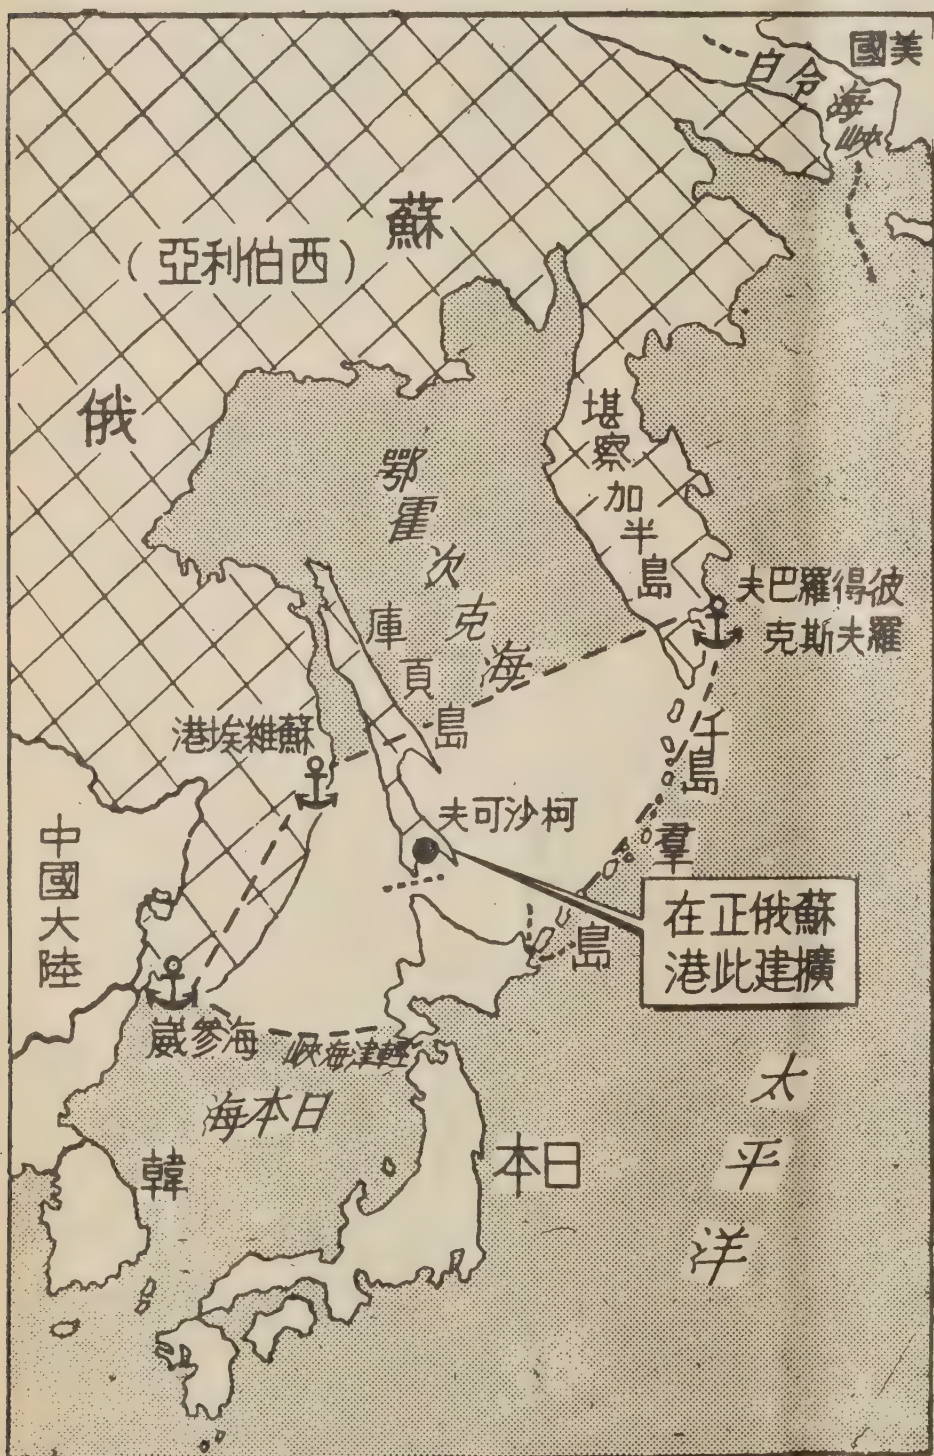 美國
白令海峽
蘇俄
(西伯利亞)
堪察加半島
鄂霍次克海
庫頁島
彼得羅巴夫
羅夫斯克
千島羣島
蘇維埃港
柯沙可夫
中國大陸
蘇俄正在
擴建此港
海參崴
輕津海峽
日本海
韓
日本
太平洋